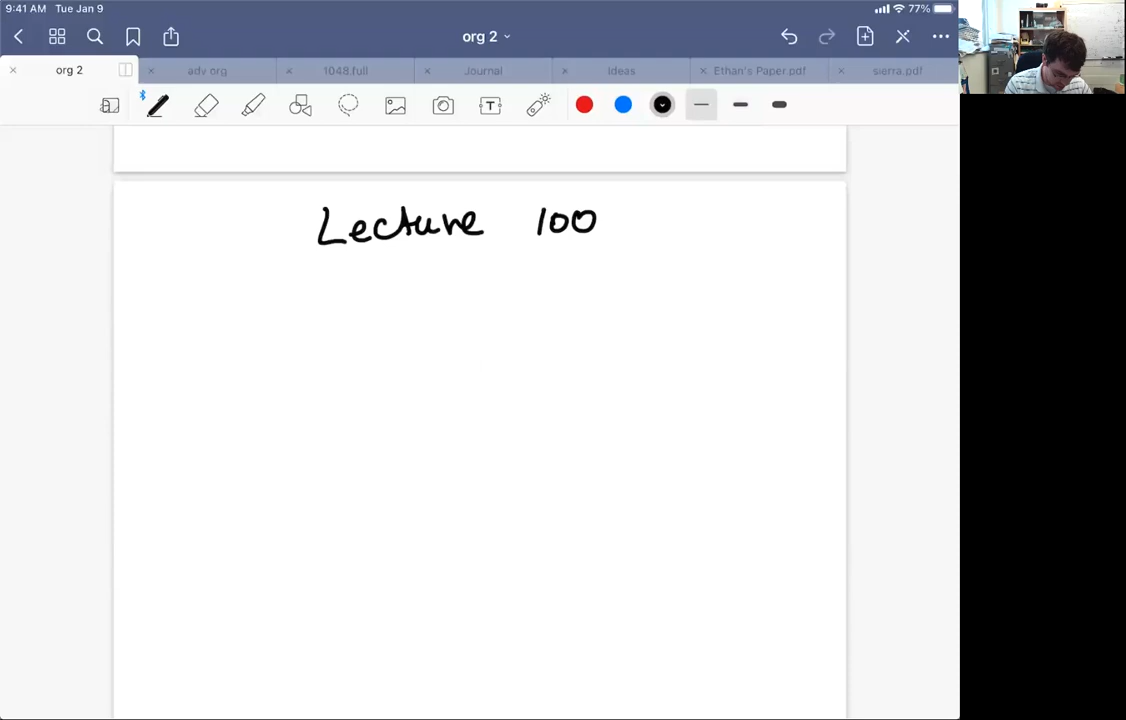 9:41 AM Tue Jan 9 77%
org 2
org 2 adv org 1048.full Journal Ideas Ethan's Paper.pdf sierra.pdf
T
Lecture 100